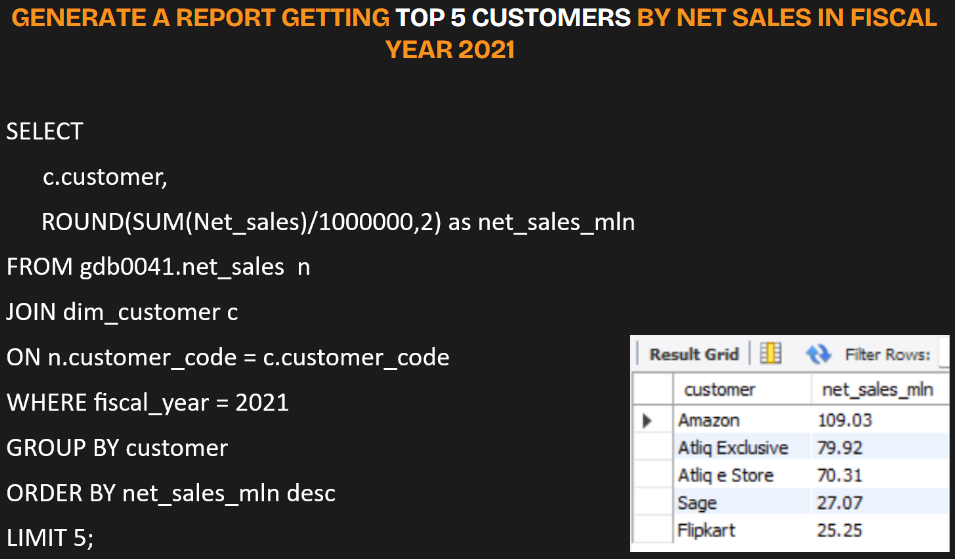 GENERATE A REPORT GETTING TOP 5 CUSTOMERS BY NET SALES IN FISCAL
YEAR 2021
SELECT
c.customer,
ROUND(SUM(Net_sales)/1000000,2) as net_sales_mln
FROM gdb0041.net_sales n
JOIN dim_customer c
ON n.customer_code = c.customer_code
WHERE fiscal_year = 2021
GROUP BY customer
ORDER BY net_sales_mln desc
LIMIT 5;
Result Grid Filter Rows:
customer net_sales_mln
Amazon 109.03
Atliq Exclusive 79.92
Atliq e Store 70.31
Sage 27.07
Flipkart 25.25